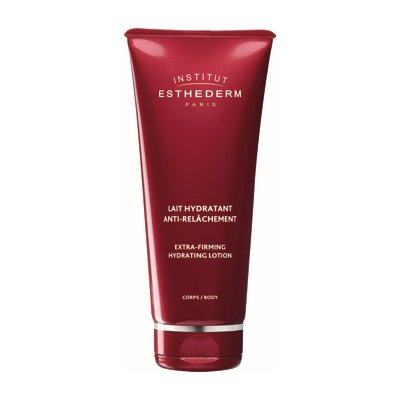 INSTITUT
ESTHEDERM
PARIS
LAIT HYDRATANT
ANTI-RELÂCHEMENT
EXTRA-FIRMING
HYDRATING LOTION
CORPS / BODY